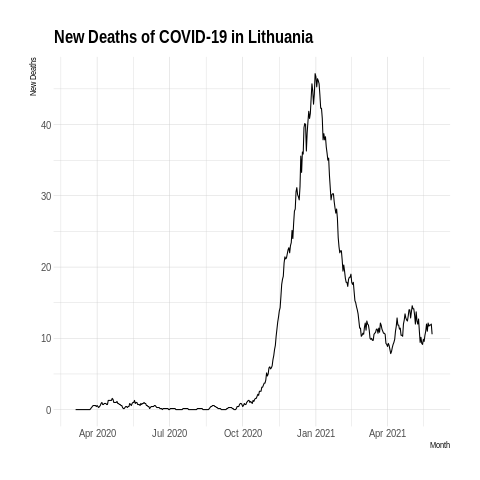 New Deaths of COVID-19 in Lithuania
New Deaths
40
30
20
10
0
Apr 2020 Jul 2020 Oct 2020 Jan 2021 Apr 2021
Month